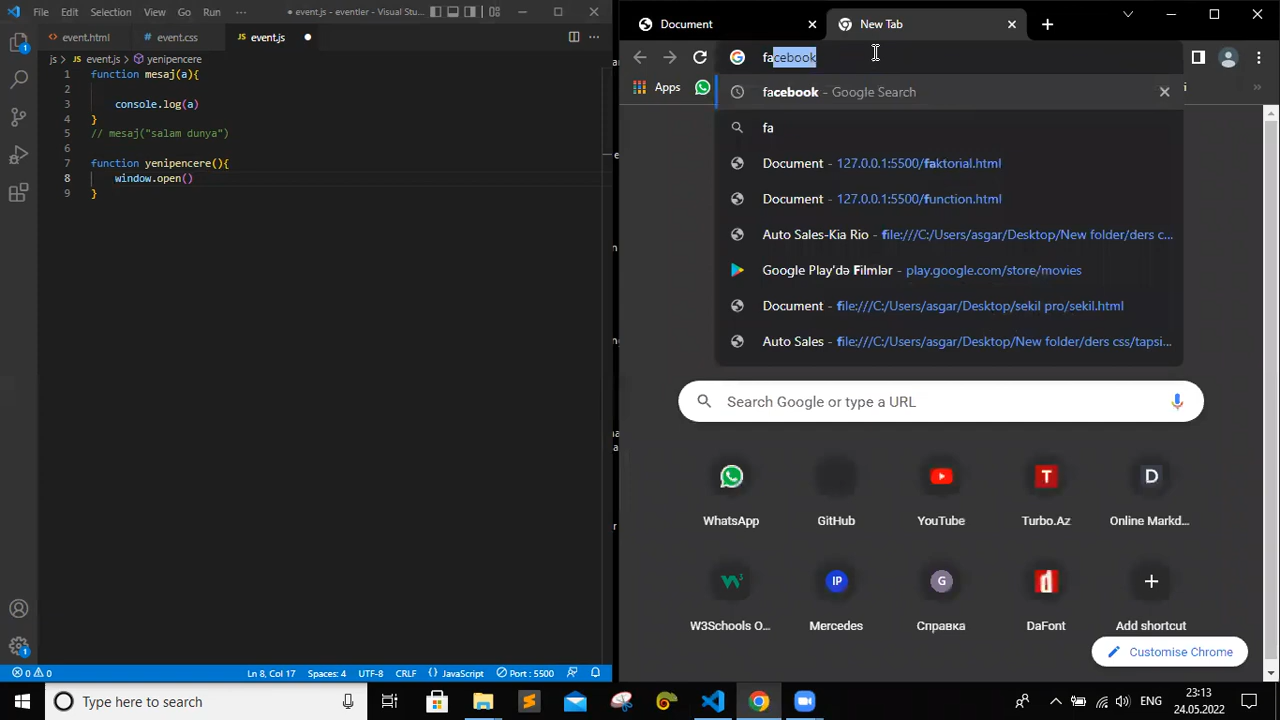 File Edit Selection View Go Run ··· ● event.js - eventler - Visual Stu...
event.html
event.css
event.js ●
js > event.js > yenipencere
1 function mesaj(a){
2
3 console.log(a)
4 }
5 // mesaj("salam dunya")
6
7 function yenipencere(){
8 window.open()
9 }
1
1
0 0 Ln 8, Col 17 Spaces: 4 UTF-8 CRLF {} JavaScript Port : 5500
Document
New Tab
facebook
Apps
facebook - Google Search
fa
Document - 127.0.0.1:5500/faktorial.html
Document - 127.0.0.1:5500/function.html
Auto Sales-Kia Rio - file:///C:/Users/asgar/Desktop/New folder/ders c...
Google Play'də Filmlər - play.google.com/store/movies
Document - file:///C:/Users/asgar/Desktop/sekil pro/sekil.html
Auto Sales - file:///C:/Users/asgar/Desktop/New folder/ders css/tapsi...
Search Google or type a URL
T D
WhatsApp GitHub YouTube Turbo.Az Online Markd...
IP G d
W3Schools O... Mercedes Справка DaFont Add shortcut
Customise Chrome
Type here to search
ENG
23:13
24.05.2022